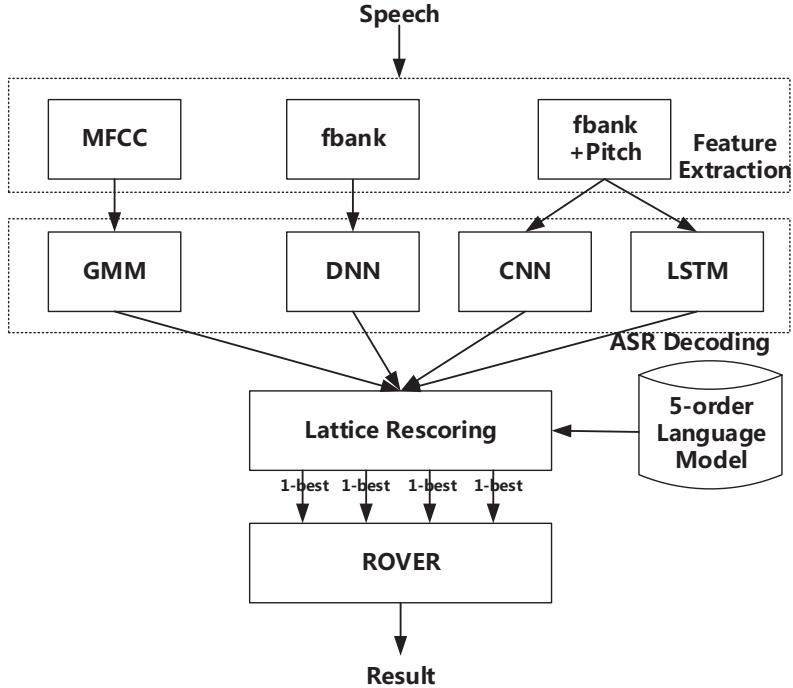 Speech
MFCC
fbank
fbank
+Pitch
Feature
Extraction
GMM
DNN
CNN
LSTM
ASR Decoding
Lattice Rescoring
5-order
Language
Model
1-best
1-best
1-best
1-best
ROVER
Result